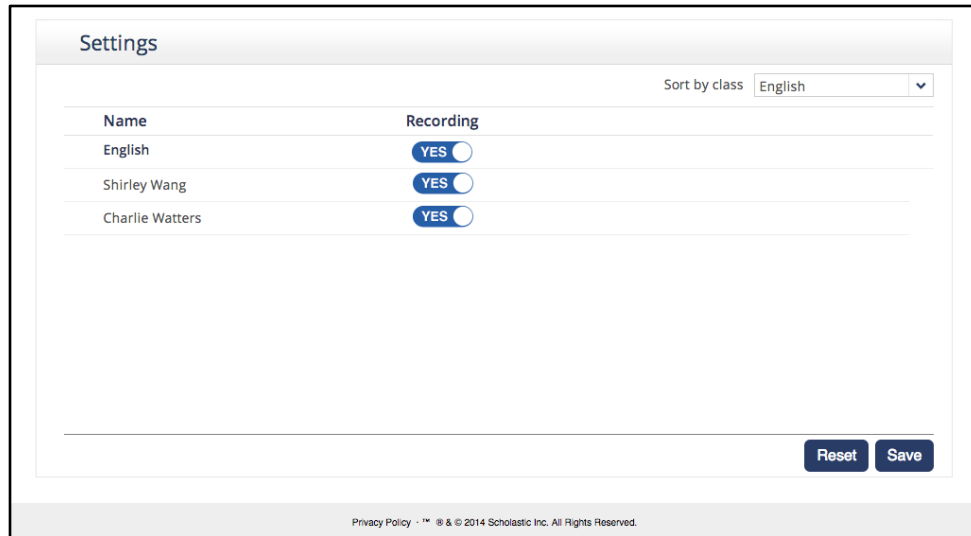 Settings
Sort by class English
Name Recording
English YES
Shirley Wang YES
Charlie Watters YES
Reset Save
Privacy Policy · ™ ® & © 2014 Scholastic Inc. All Rights Reserved.